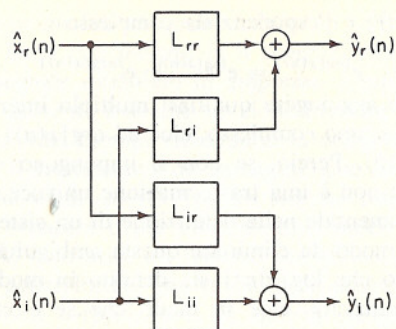 x̂ᵣ(n) Lᵣᵣ + ŷᵣ(n)
Lᵣᵢ
Lᵢᵣ
x̂ᵢ(n) Lᵢᵢ + ŷᵢ(n)